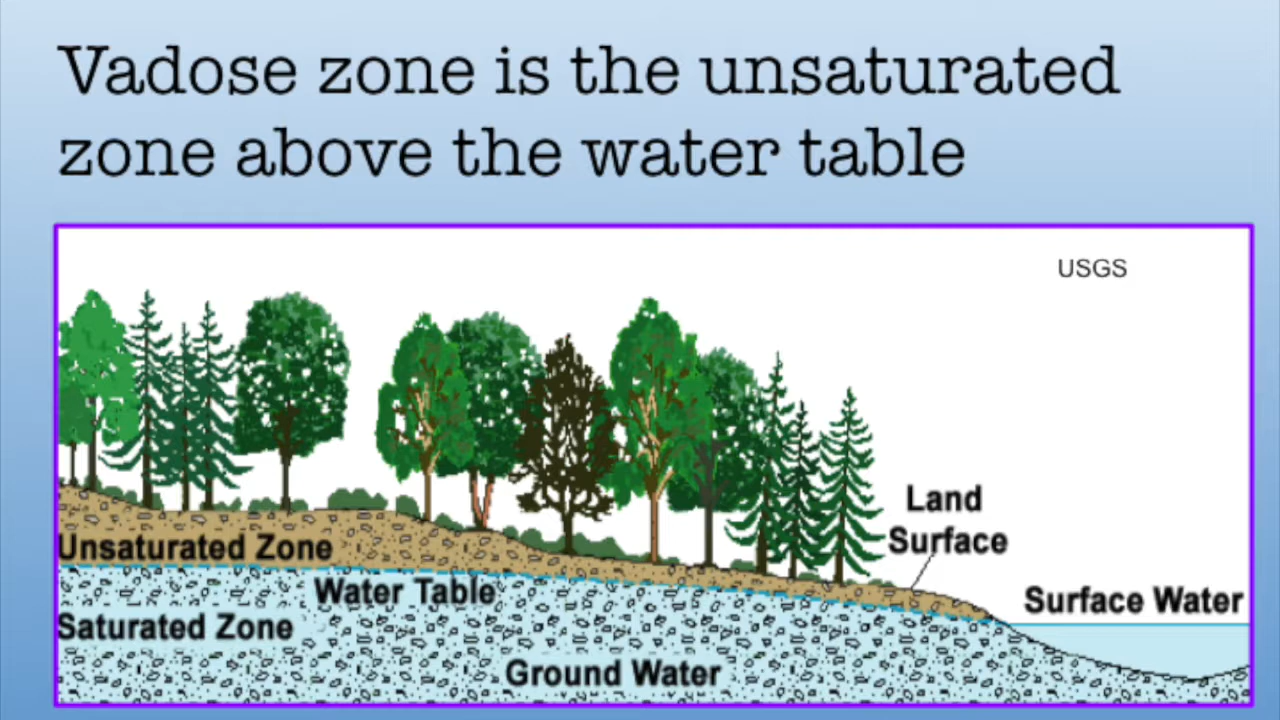 Vadose zone is the unsaturated
zone above the water table
USGS
Land
Surface
Unsaturated Zone
Water Table
Surface Water
Saturated Zone
Ground Water